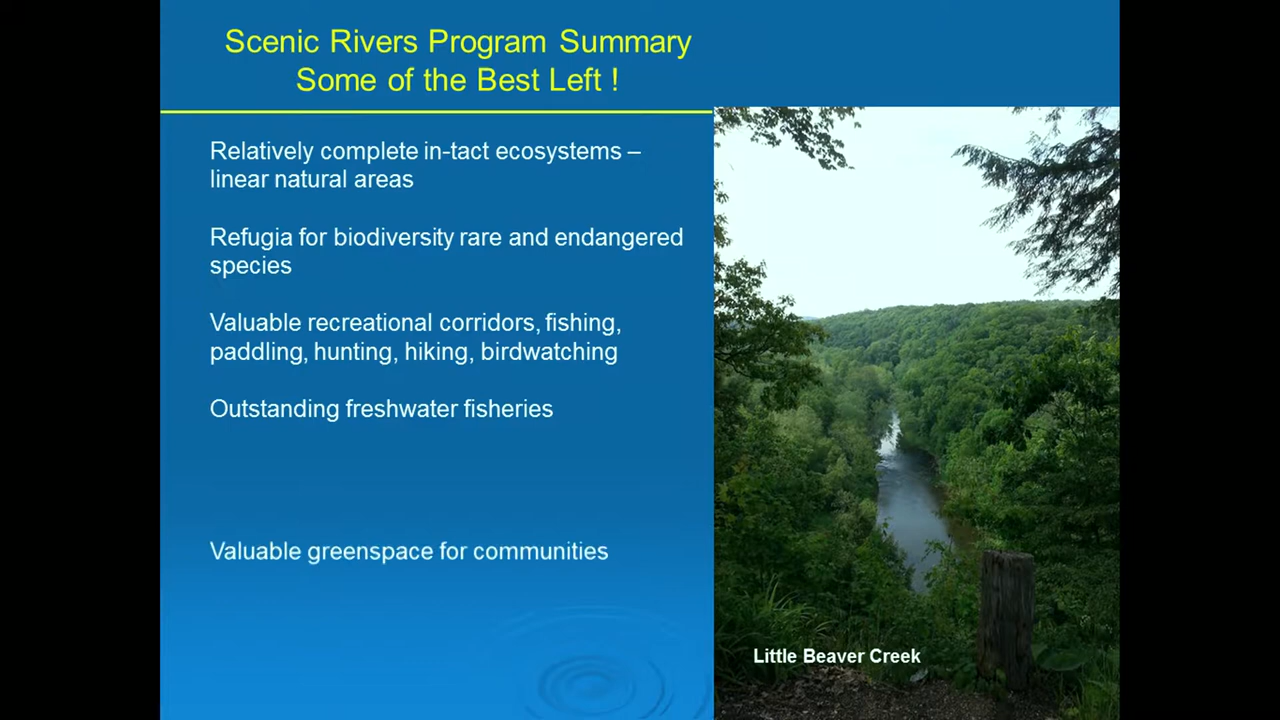 Scenic Rivers Program Summary
Some of the Best Left !
Relatively complete in-tact ecosystems –
linear natural areas
Refugia for biodiversity rare and endangered
species
Valuable recreational corridors, fishing,
paddling, hunting, hiking, birdwatching
Outstanding freshwater fisheries
Valuable greenspace for communities
Little Beaver Creek